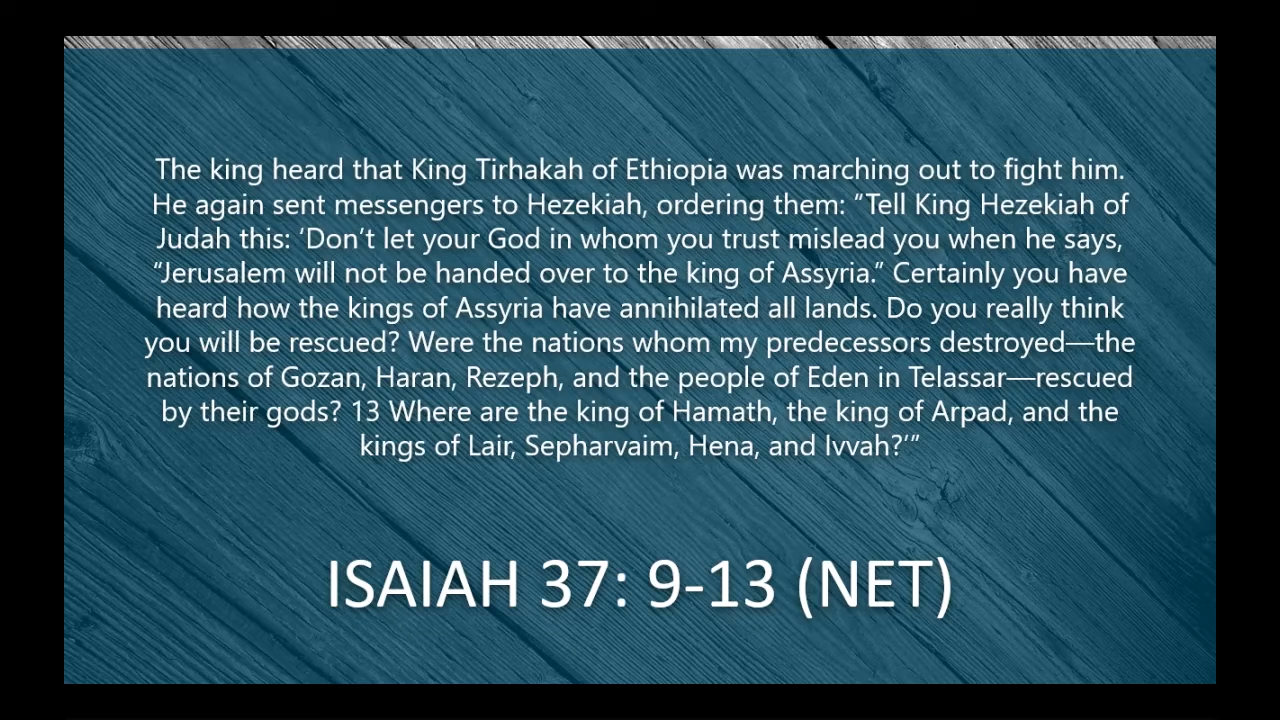 The king heard that King Tirhakah of Ethiopia was marching out to fight him.
He again sent messengers to Hezekiah, ordering them: “Tell King Hezekiah of
Judah this: ‘Don’t let your God in whom you trust mislead you when he says,
“Jerusalem will not be handed over to the king of Assyria.” Certainly you have
heard how the kings of Assyria have annihilated all lands. Do you really think
you will be rescued? Were the nations whom my predecessors destroyed—the
nations of Gozan, Haran, Rezeph, and the people of Eden in Telassar—rescued
by their gods? 13 Where are the king of Hamath, the king of Arpad, and the
kings of Lair, Sepharvaim, Hena, and Ivvah?’”
ISAIAH 37: 9-13 (NET)